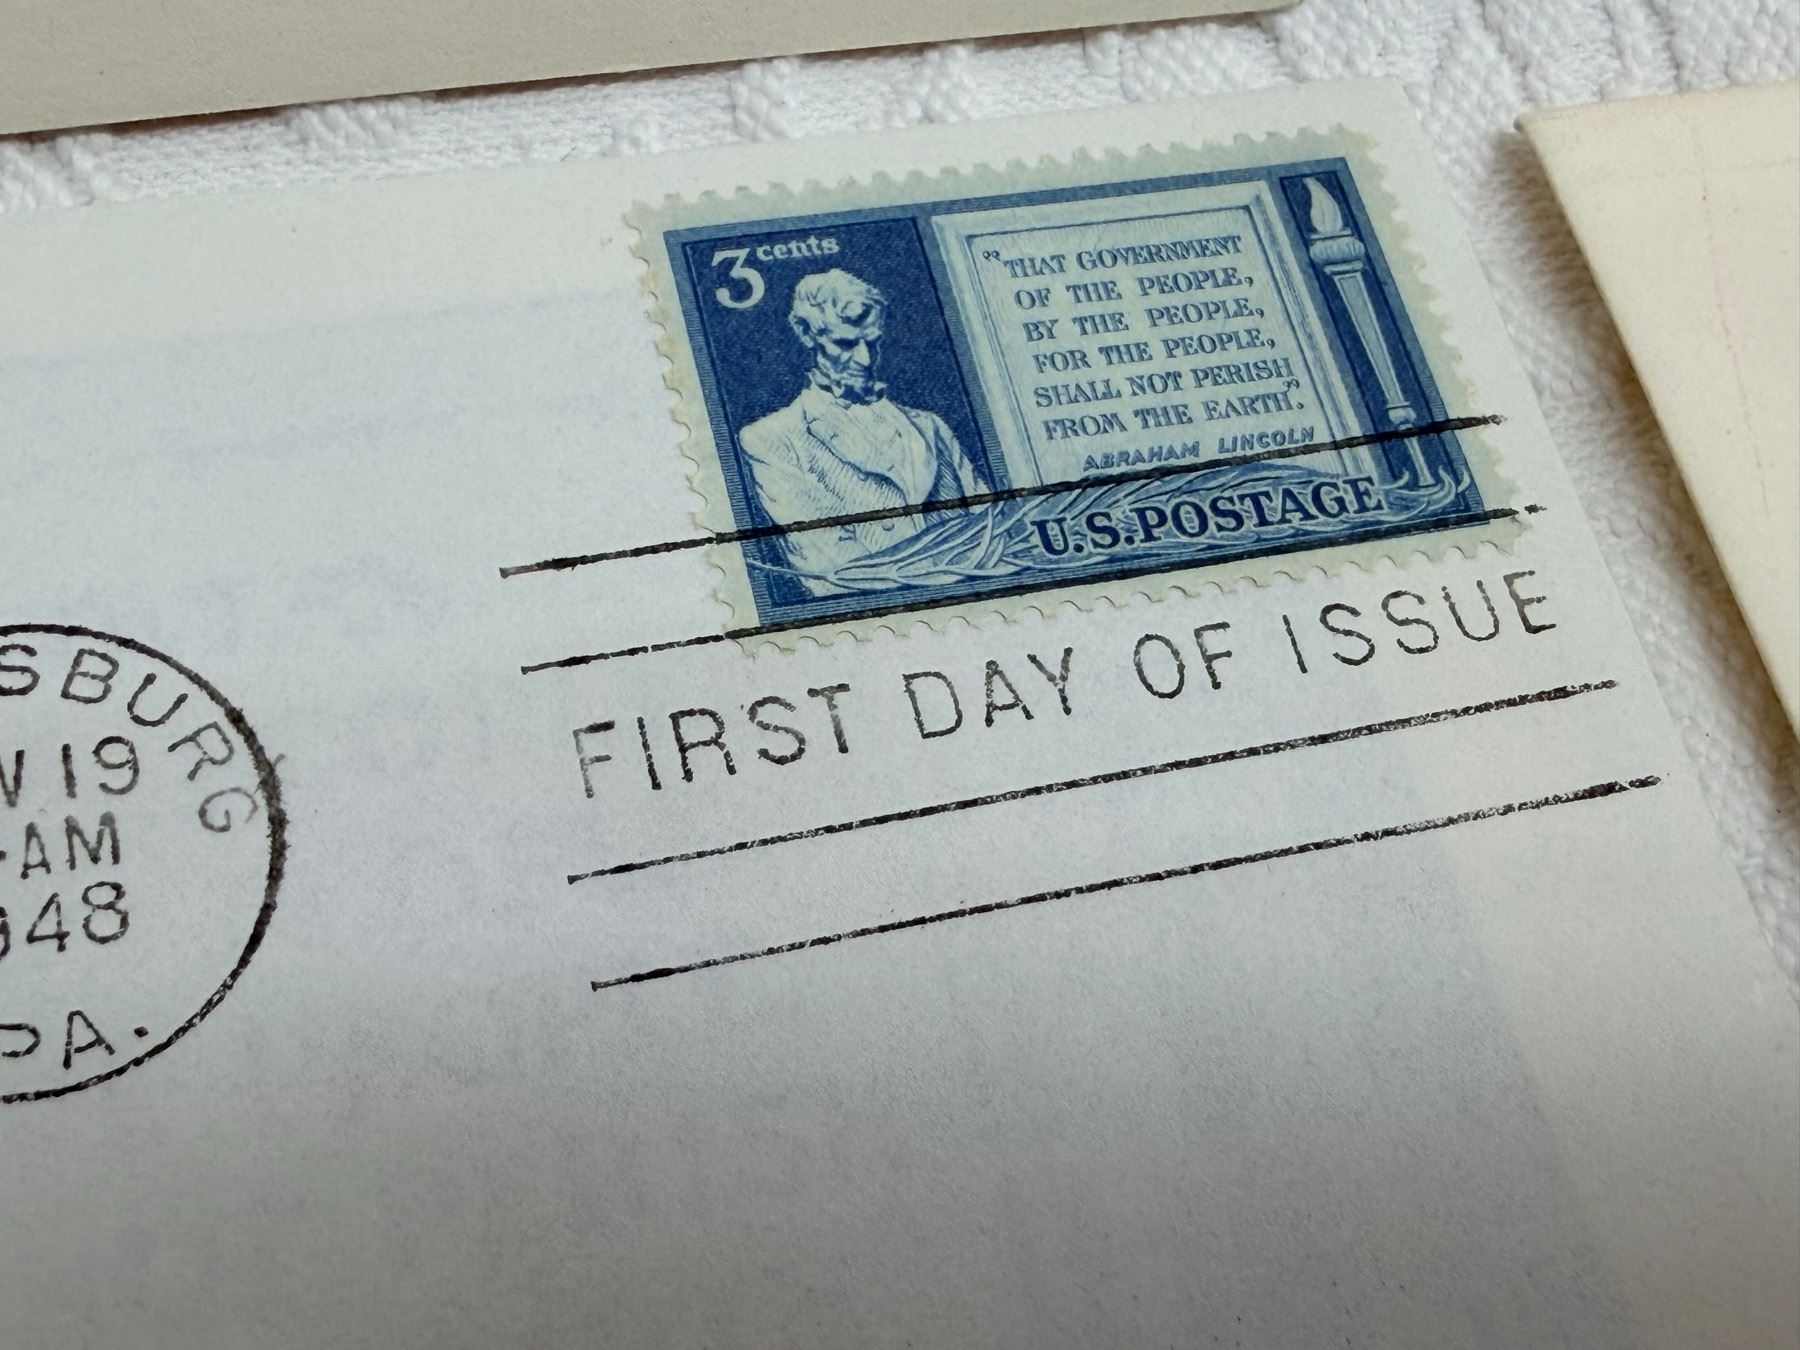 3 cents
"THAT GOVERNMENT
OF THE PEOPLE,
BY THE PEOPLE,
FOR THE PEOPLE,
SHALL NOT PERISH
FROM THE EARTH".
ABRAHAM LINCOLN
U.S.POSTAGE
FIRST DAY OF ISSUE
SBURG
V 19
AM
948
PA.